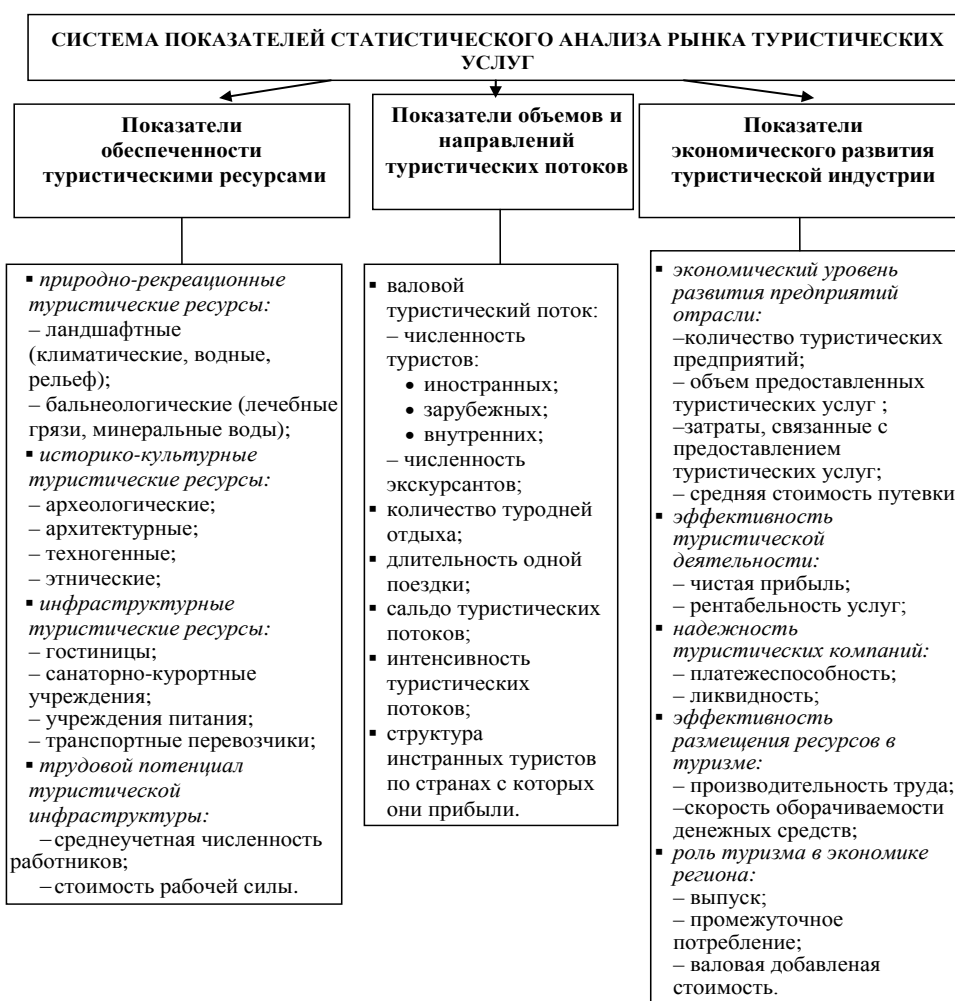 СИСТЕМА ПОКАЗАТЕЛЕЙ СТАТИСТИЧЕСКОГО АНАЛИЗА РЫНКА ТУРИСТИЧЕСКИХ
УСЛУГ
Показатели
обеспеченности
туристическими ресурсами
▪ природно-рекреационные
туристические ресурсы:
– ландшафтные
(климатические, водные,
рельеф);
– бальнеологические (лечебные
грязи, минеральные воды);
▪ историко-культурные
туристические ресурсы:
– археологические;
– архитектурные;
– техногенные;
– этнические;
▪ инфраструктурные
туристические ресурсы:
– гостиницы;
– санаторно-курортные
учреждения;
– учреждения питания;
– транспортные перевозчики;
▪ трудовой потенциал
туристической
инфраструктуры:
– среднеучетная численность
работников;
– стоимость рабочей силы.
Показатели объемов и
направлений
туристических потоков
▪ валовой
туристический поток:
– численность
туристов:
• иностранных;
• зарубежных;
• внутренних;
– численность
экскурсантов;
▪ количество туродней
отдыха;
▪ длительность одной
поездки;
▪ сальдо туристических
потоков;
▪ интенсивность
туристических
потоков;
▪ структура
инстранных туристов
по странах с которых
они прибыли.
Показатели
экономического развития
туристической индустрии
▪ экономический уровень
развития предприятий
отрасли:
–количество туристических
предприятий;
– объем предоставленных
туристических услуг ;
–затраты, связанные с
предоставлением
туристических услуг;
– средняя стоимость путевки
▪ эффективность
туристической
деятельности:
– чистая прибыль;
– рентабельность услуг;
▪ надежность
туристических компаний:
– платежеспособность;
– ликвидность;
▪ эффективность
размещения ресурсов в
туризме:
– производительность труда;
–скорость оборачиваемости
денежных средств;
▪ роль туризма в экономике
региона:
– выпуск;
– промежуточное
потребление;
– валовая добавленая
стоимость.